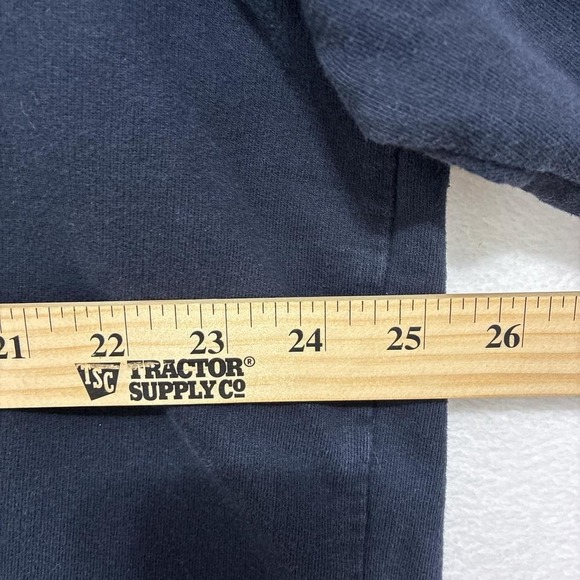 21 22 23 24 25 26
TSC TRACTOR®
SUPPLY CO